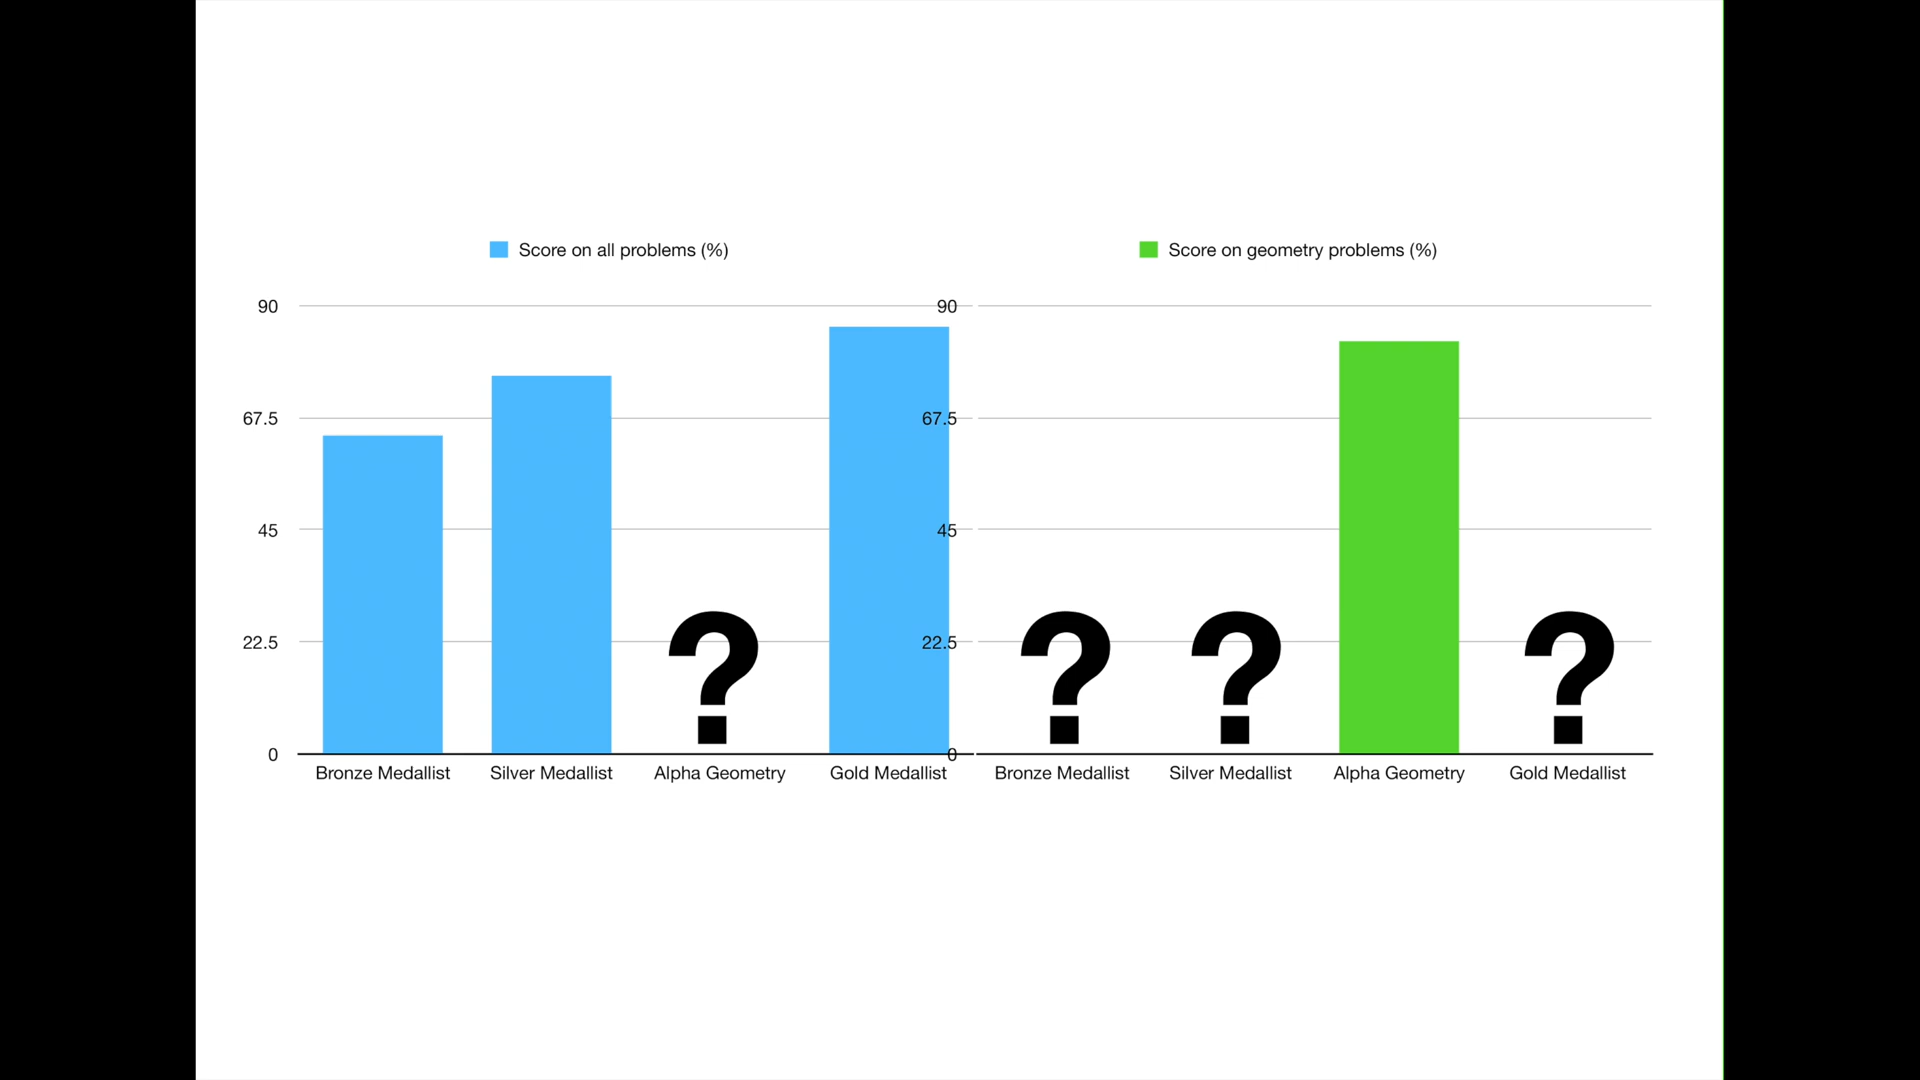 Score on all problems (%)
Score on geometry problems (%)
90
67.5
45
22.5
0
?
Bronze Medallist
Silver Medallist
Alpha Geometry
Gold Medallist
90
67.5
45
22.5
0
? ? ?
Bronze Medallist
Silver Medallist
Alpha Geometry
Gold Medallist